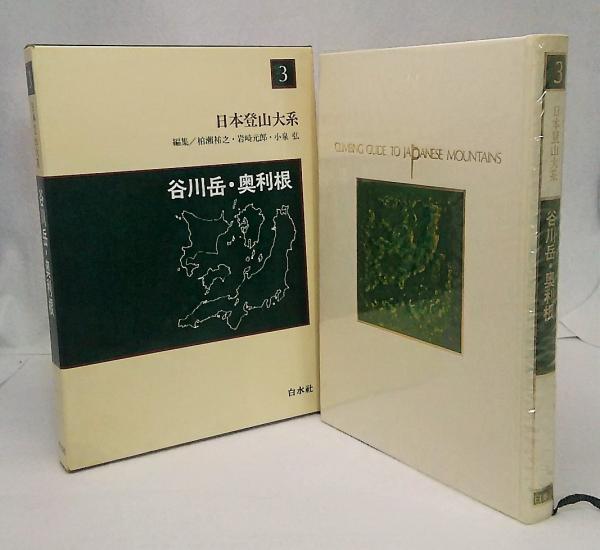 3
日本登山大系
編集／柏瀬祐之・岩崎元郎・小泉 弘
谷川岳・奥利根
白水社
CLIMBING GUIDE TO JAPANESE MOUNTAINS
3
日本登山大系
谷川岳・奥利根